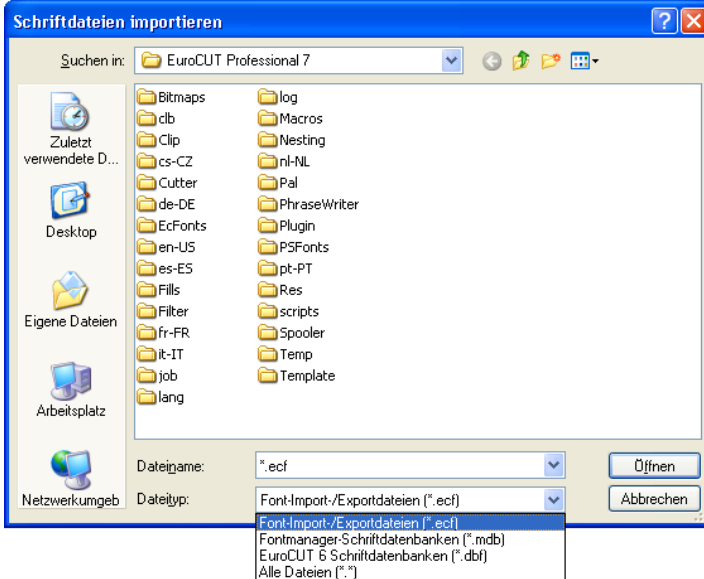 Schriftdateien importieren
Suchen in: EuroCUT Professional 7
Zuletzt
verwendete D...
Desktop
Eigene Dateien
Arbeitsplatz
Netzwerkumgeb
Bitmaps
clb
Clip
cs-CZ
Cutter
de-DE
EcFonts
en-US
es-ES
Fills
Filter
fr-FR
it-IT
job
lang
log
Macros
Nesting
nl-NL
Pal
PhraseWriter
Plugin
PSFonts
pt-PT
Res
scripts
Spooler
Temp
Template
Dateiname: *.ecf Öffnen
Dateityp: Font-Import-/Exportdateien (*.ecf) Abbrechen
Font-Import-/Exportdateien (*.ecf)
Fontmanager-Schriftdatenbanken (*.mdb)
EuroCUT 6 Schriftdatenbanken (*.dbf)
Alle Dateien (*.*)